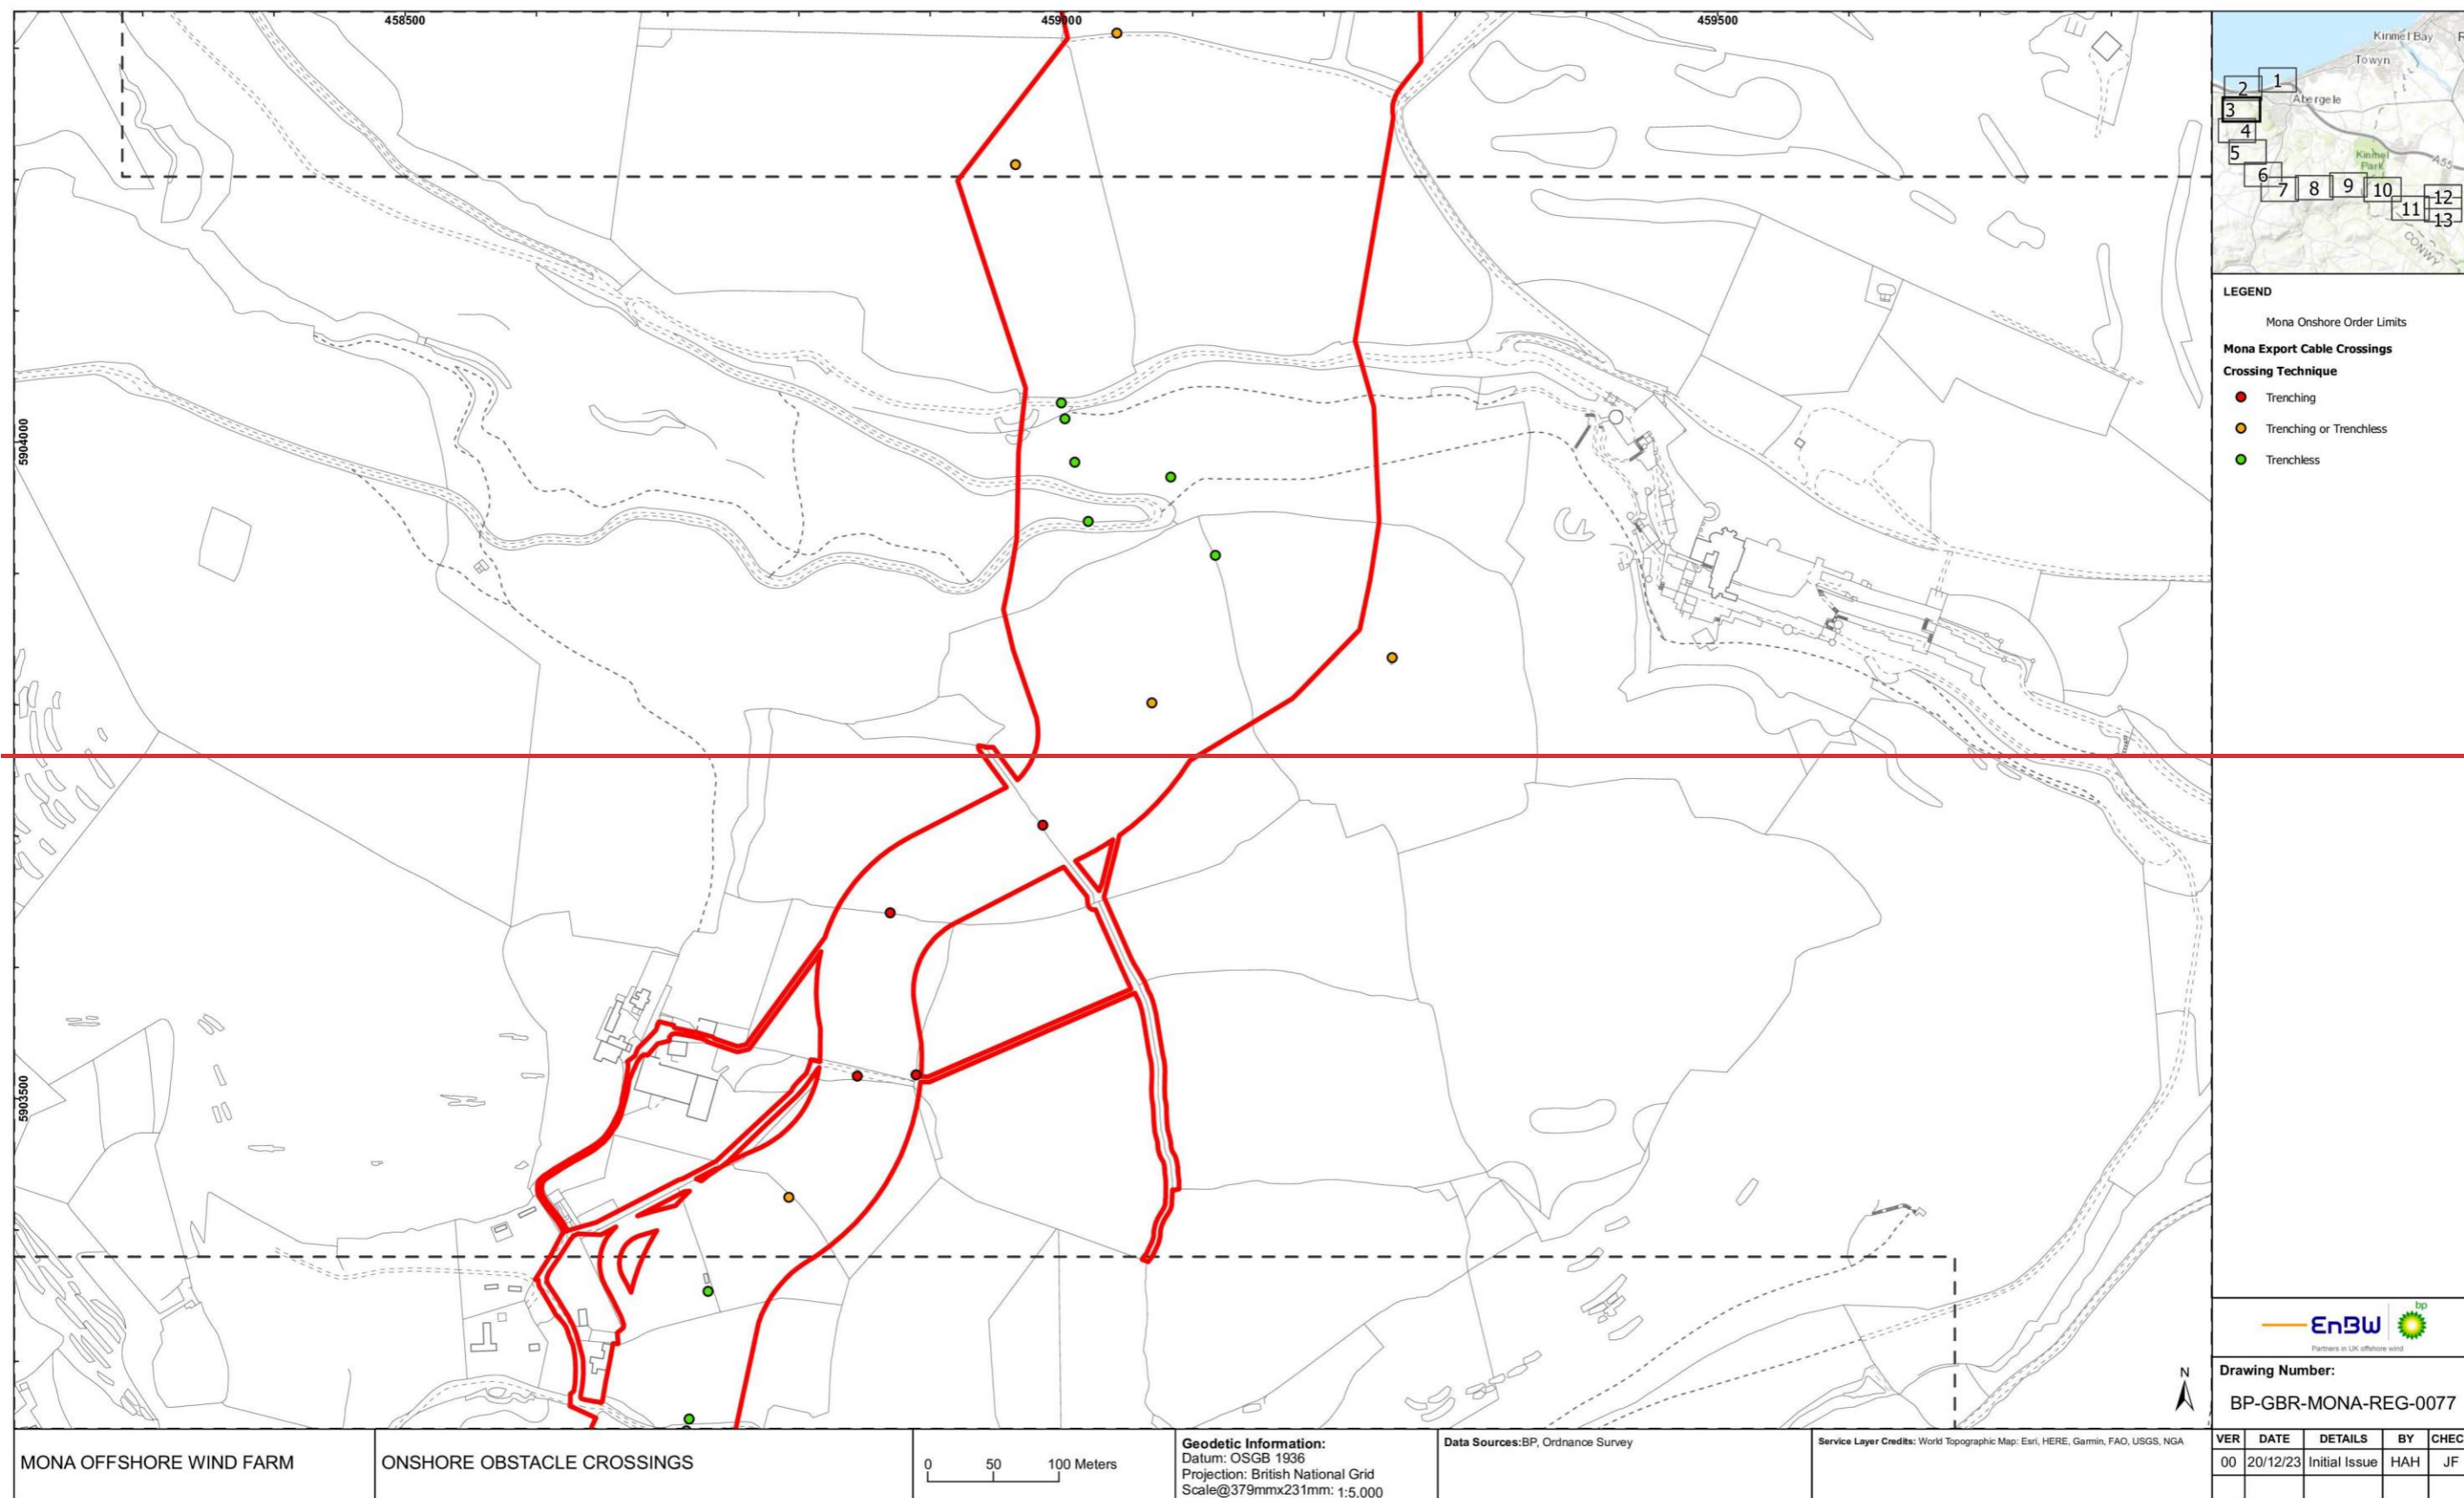 458500
459000
459500
5904000
5903500
Kinmel Bay
Towyn
Abergele
Kinmel
Park
A55
CONWY
1
2
3
4
5
6
7
8
9
10
11
12
13
LEGEND
Mona Onshore Order Limits
Mona Export Cable Crossings
Crossing Technique
Trenching
Trenching or Trenchless
Trenchless
N
EnBW
bp
Partners in UK offshore wind
Drawing Number:
BP-GBR-MONA-REG-0077
VER DATE DETAILS BY CHEC
00 20/12/23 Initial Issue HAH JF
MONA OFFSHORE WIND FARM
ONSHORE OBSTACLE CROSSINGS
0 50 100 Meters
Geodetic Information:
Datum: OSGB 1936
Projection: British National Grid
Scale@379mmx231mm: 1:5,000
Data Sources:BP, Ordnance Survey
Service Layer Credits: World Topographic Map: Esri, HERE, Garmin, FAO, USGS, NGA